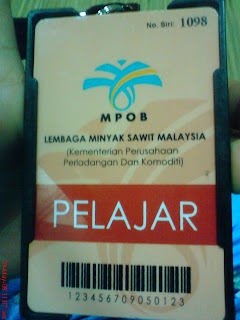 No. Siri: 1098
MPOB
LEMBAGA MINYAK SAWIT MALAYSIA
(Kementerian Perusahaan
Perladangan Dan Komoditi)
PELAJAR
123456709050123